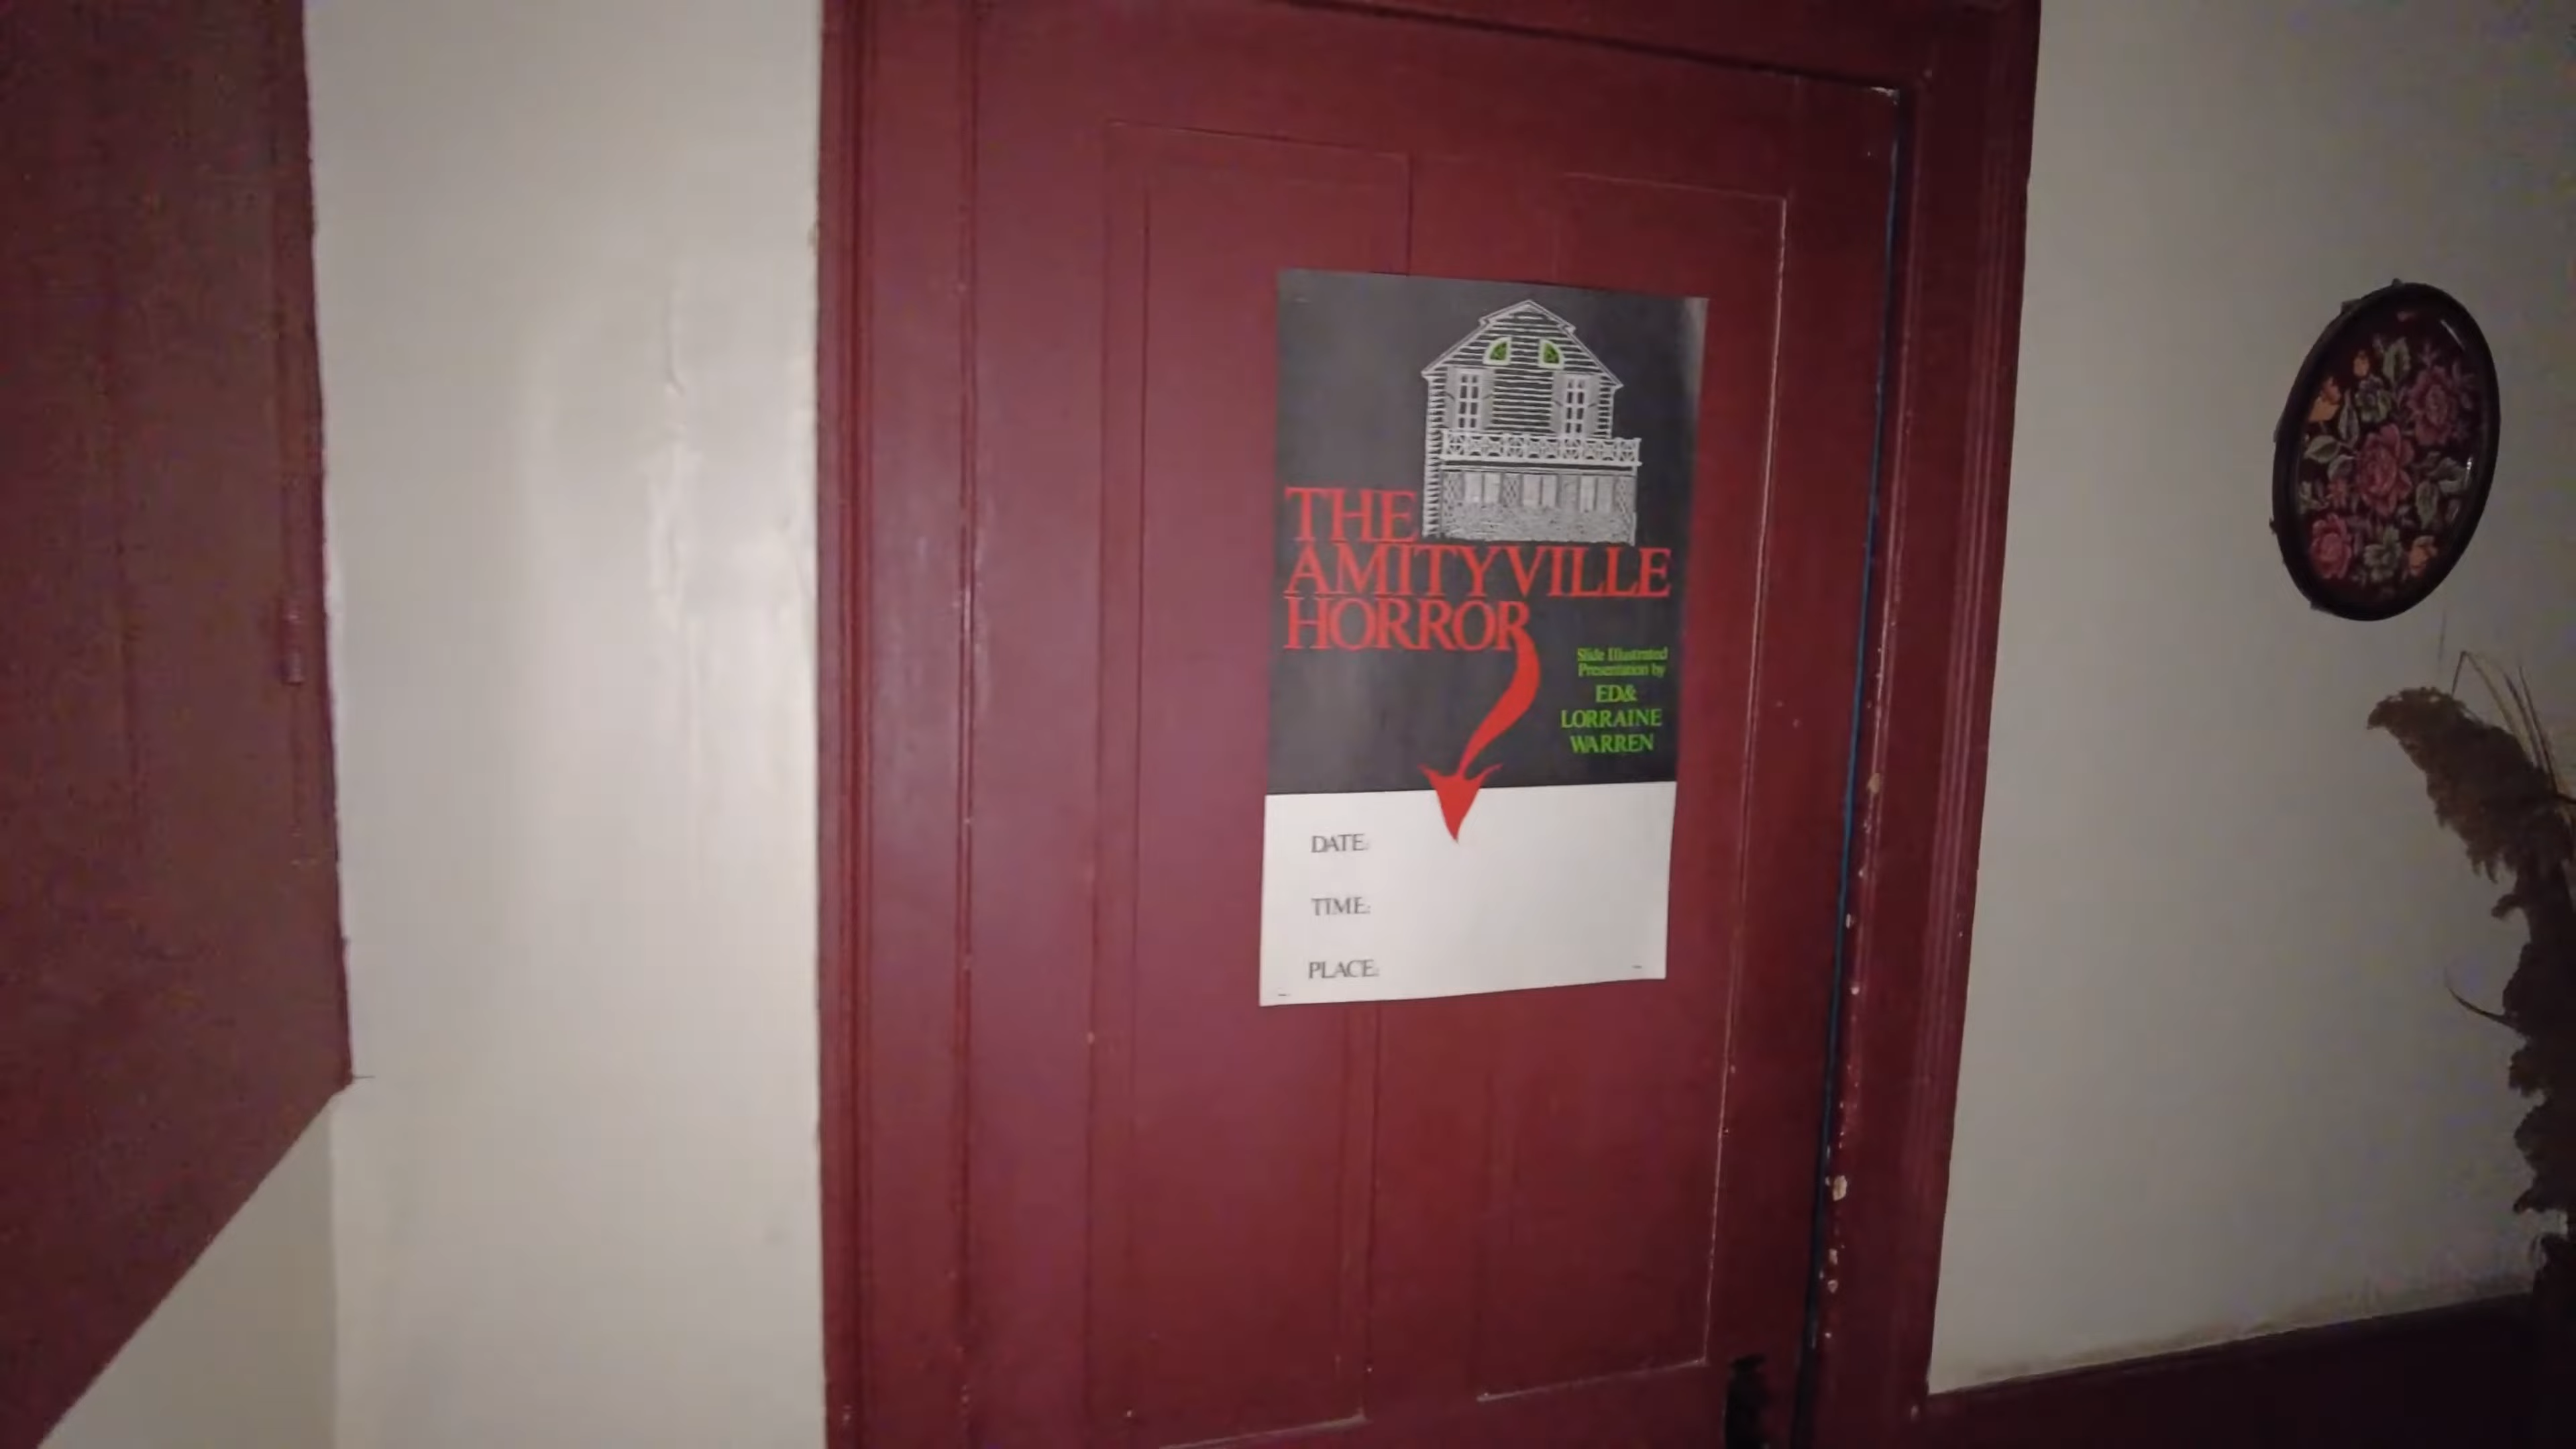 THE
AMITYVILLE
HORROR
Slide Illustrated
Presentation by
ED&
LORRAINE
WARREN
DATE:
TIME:
PLACE: